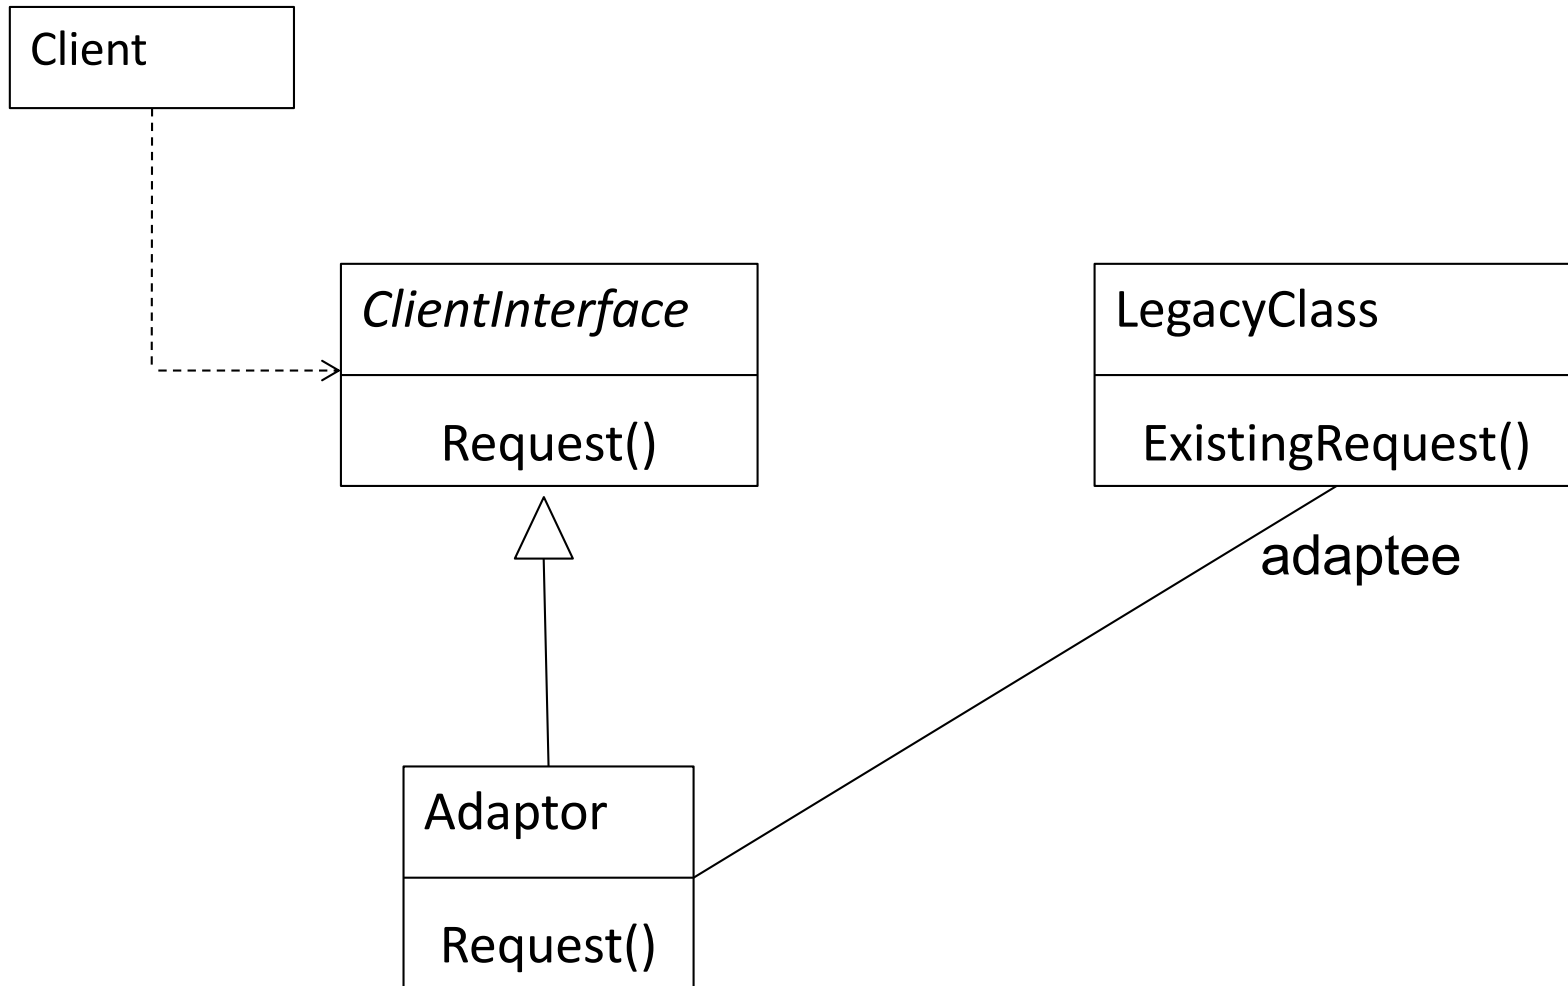 Client
ClientInterface
Request()
LegacyClass
ExistingRequest()
adaptee
Adaptor
Request()